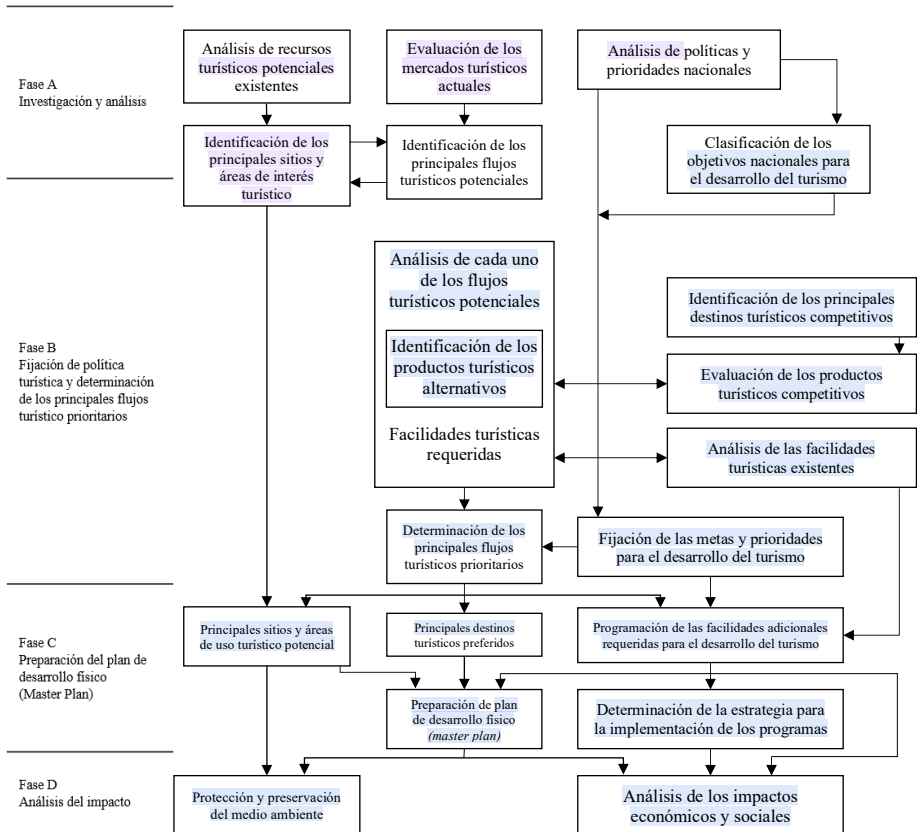 Fase A
Investigación y análisis
Análisis de recursos
turísticos potenciales
existentes
Evaluación de los
mercados turísticos
actuales
Análisis de políticas y
prioridades nacionales
Identificación de los
principales sitios y
áreas de interés
turístico
Identificación de los
principales flujos
turísticos potenciales
Clasificación de los
objetivos nacionales para
el desarrollo del turismo
Fase B
Fijación de política
turística y determinación
de los principales flujos
turístico prioritarios
Análisis de cada uno
de los flujos
turísticos potenciales
Identificación de los
productos turísticos
alternativos
Facilidades turísticas
requeridas
Identificación de los principales
destinos turísticos competitivos
Evaluación de los productos
turísticos competitivos
Análisis de las facilidades
turísticas existentes
Determinación de los
principales flujos
turísticos prioritarios
Fijación de las metas y prioridades
para el desarrollo del turismo
Fase C
Preparación del plan de
desarrollo físico
(Master Plan)
Principales sitios y áreas
de uso turístico potencial
Principales destinos
turísticos preferidos
Programación de las facilidades adicionales
requeridas para el desarrollo del turismo
Preparación de plan
de desarrollo físico
(master plan)
Determinación de la estrategia para
la implementación de los programas
Fase D
Análisis del impacto
Protección y preservación
del medio ambiente
Análisis de los impactos
económicos y sociales